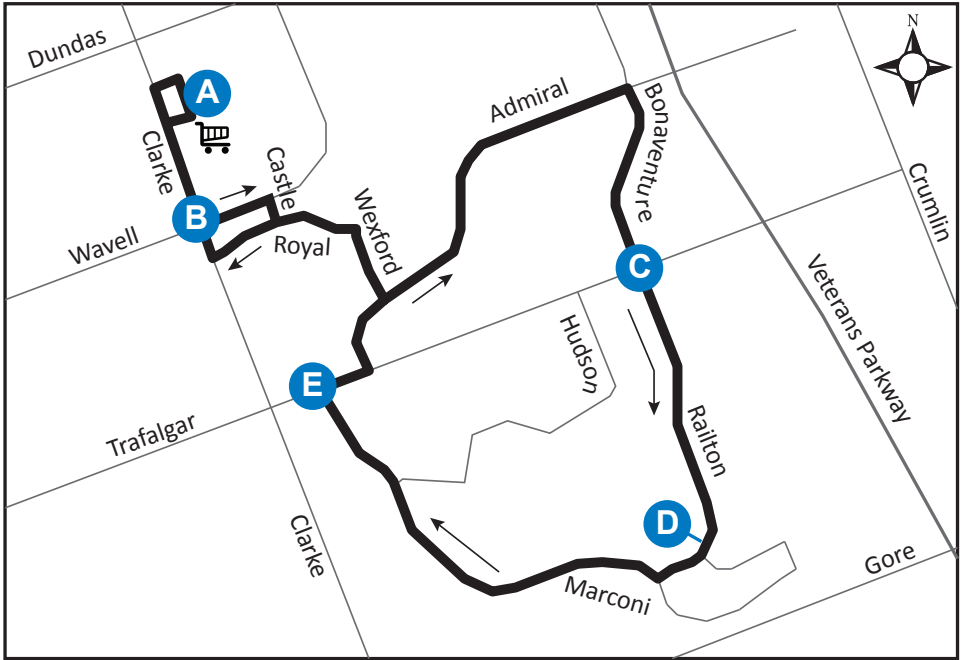 N
Dundas
A
Admiral
Bonaventure
Clarke
Castle
Crumlin
Wexford
B
Wavell
Royal
C
Veterans Parkway
Hudson
E
Trafalgar
Railton
D
Clarke
Gore
Marconi